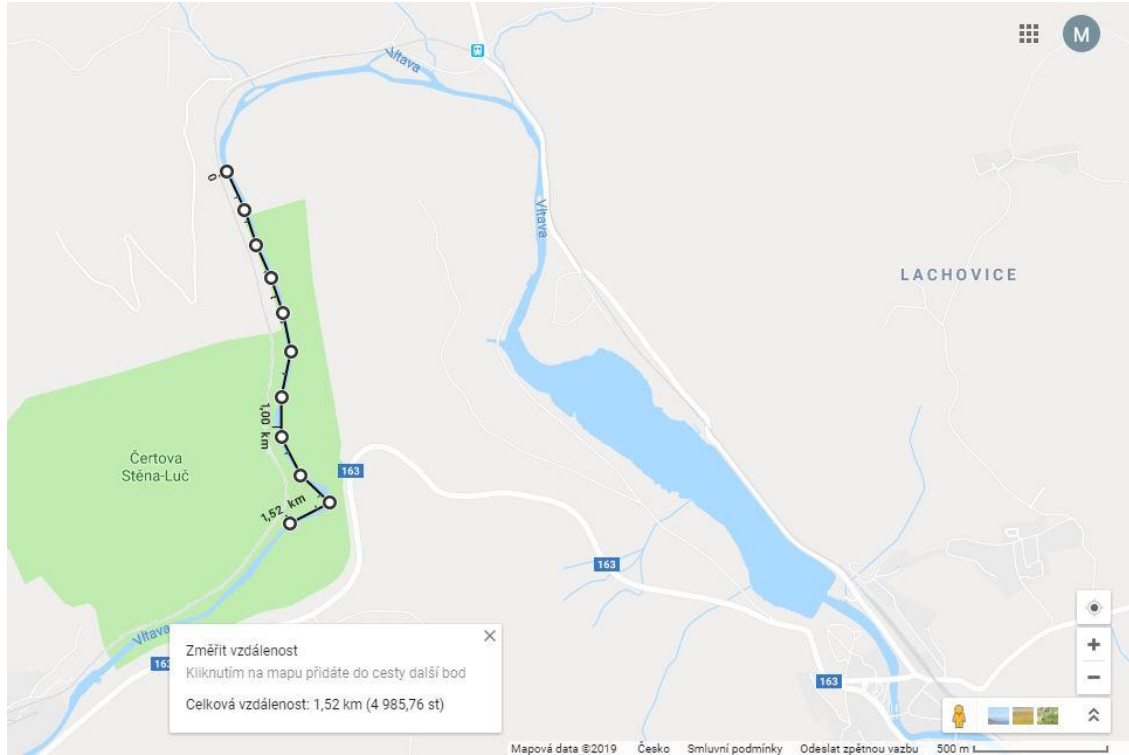 M
Vltava
0
Vltava
LACHOVICE
1,00 km
Čertova
Stěna-Luč
163
1,52 km
163
Vltava
163
Změřit vzdálenost
Kliknutím na mapu přidáte do cesty další bod
Celková vzdálenost: 1,52 km (4 985,76 st)
163
Mapová data ©2019 Česko Smluvní podmínky Odeslat zpětnou vazbu 500 m